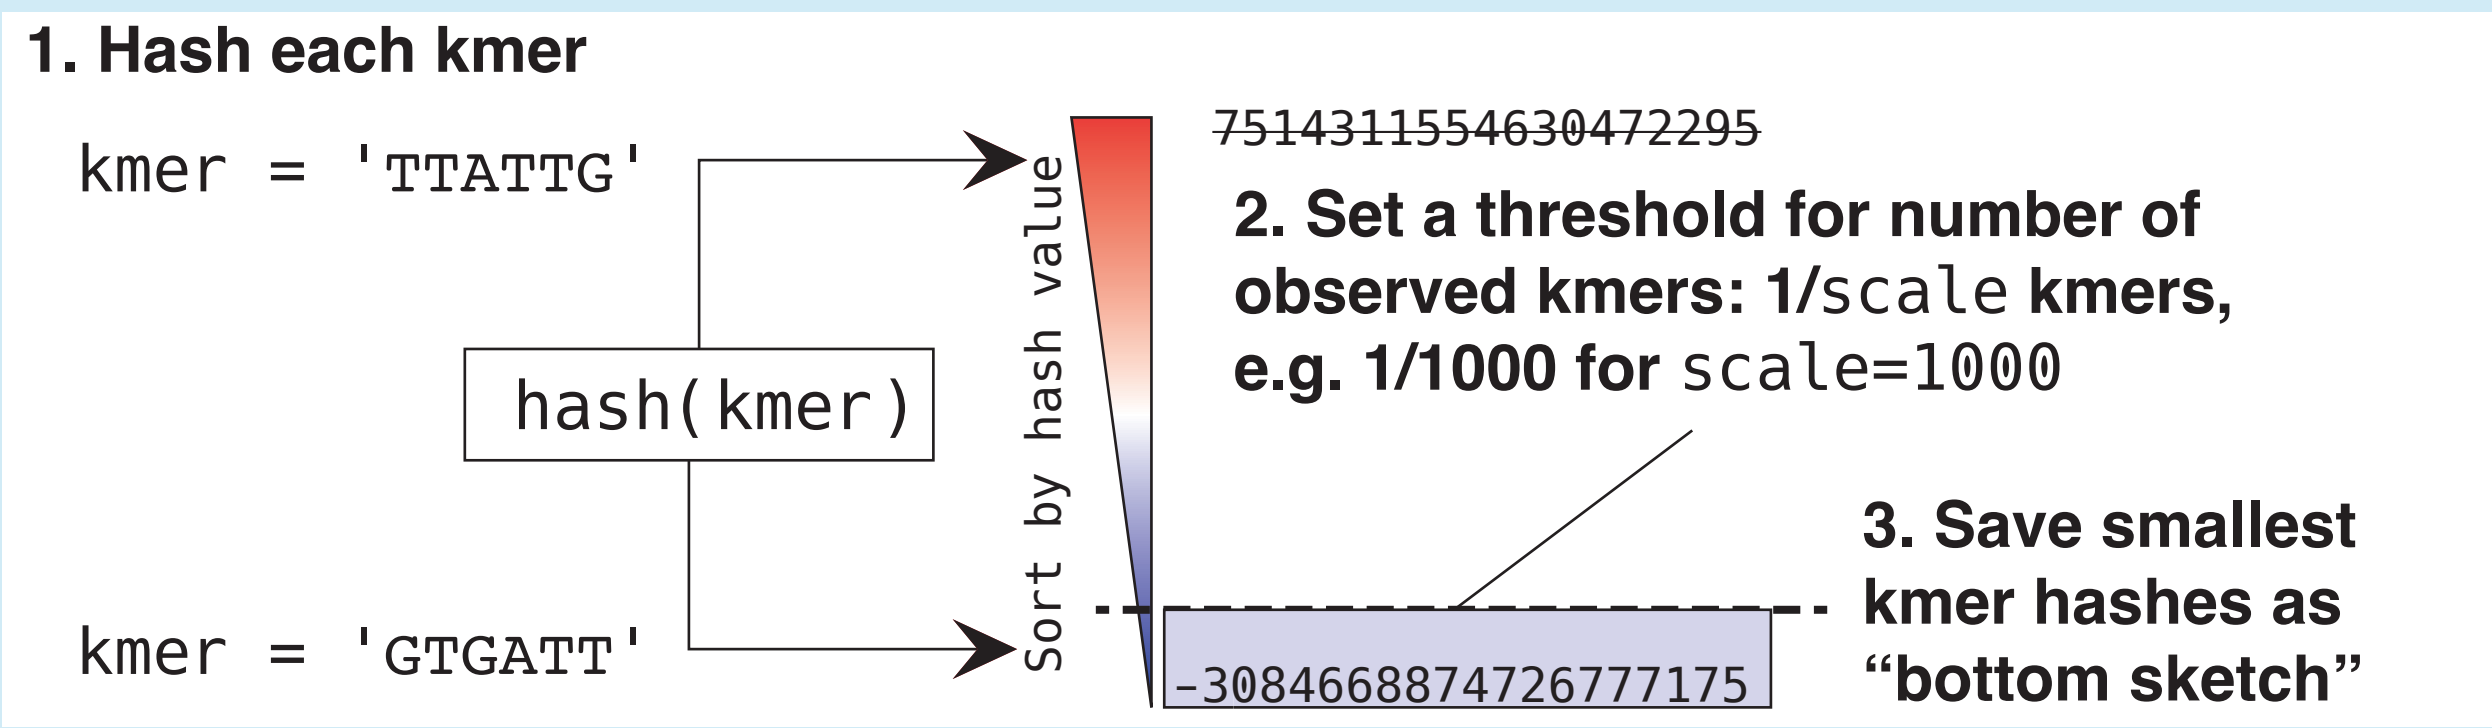 1. Hash each kmer
kmer = 'TTATTG'
hash(kmer)
kmer = 'GTGATT'
Sort by hash value
7514311554630472295
2. Set a threshold for number of
observed kmers: 1/scale kmers,
e.g. 1/1000 for scale=1000
3. Save smallest
kmer hashes as
“bottom sketch”
-3084668874726777175